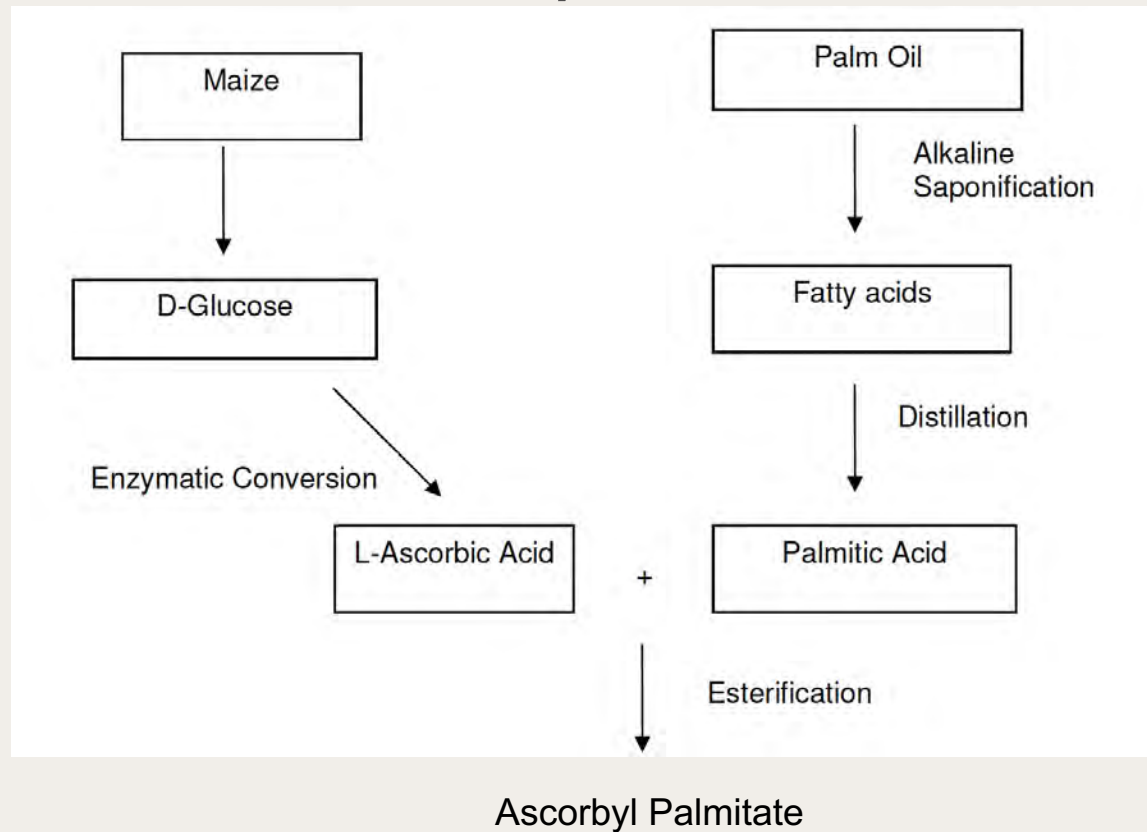 Maize
Palm Oil
Alkaline
Saponification
D-Glucose
Fatty acids
Distillation
Enzymatic Conversion
L-Ascorbic Acid
+
Palmitic Acid
Esterification
Ascorbyl Palmitate